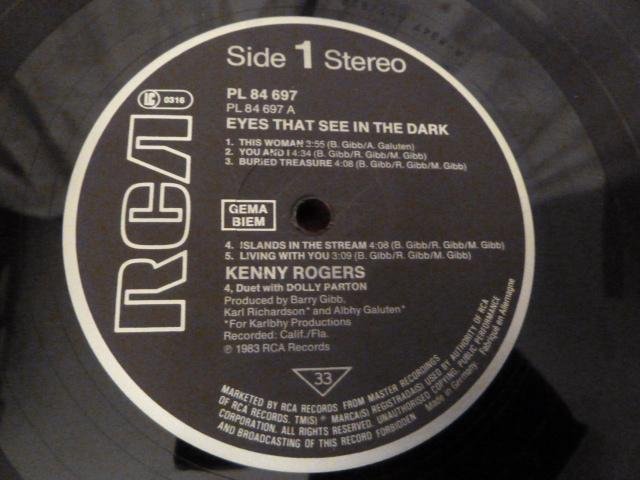 Side 1 Stereo
LC 0316
PL 84 697
PL 84 697 A
EYES THAT SEE IN THE DARK
1. THIS WOMAN 3:55 (B. Gibb/A. Galuten)
2. YOU AND I 4:34 (B. Gibb/R. Gibb/M. Gibb)
3. BURIED TREASURE 4:08 (B. Gibb/R. Gibb/M. Gibb)
RCA
GEMA
BIEM
4. ISLANDS IN THE STREAM 4:08 (B. Gibb/R. Gibb/M. Gibb)
5. LIVING WITH YOU 3:09 (B. Gibb/R. Gibb/M. Gibb)
KENNY ROGERS
4, Duet with DOLLY PARTON
Produced by Barry Gibb,
Karl Richardson* and Albhy Galuten*
*For Karlbhy Productions
Recorded: Calif./Fla.
℗ 1983 RCA Records
33
MARKETED BY RCA RECORDS FROM MASTER RECORDINGS
OF RCA RECORDS. TM(S) ® MARCA(S) REGISTRADA(S) USED BY AUTHORITY OF RCA
CORPORATION. ALL RIGHTS RESERVED. UNAUTHORISED COPYING, PUBLIC PERFORMANCE
AND BROADCASTING OF THIS RECORD FORBIDDEN
Made in Germany · Fabriqué en Allemagne